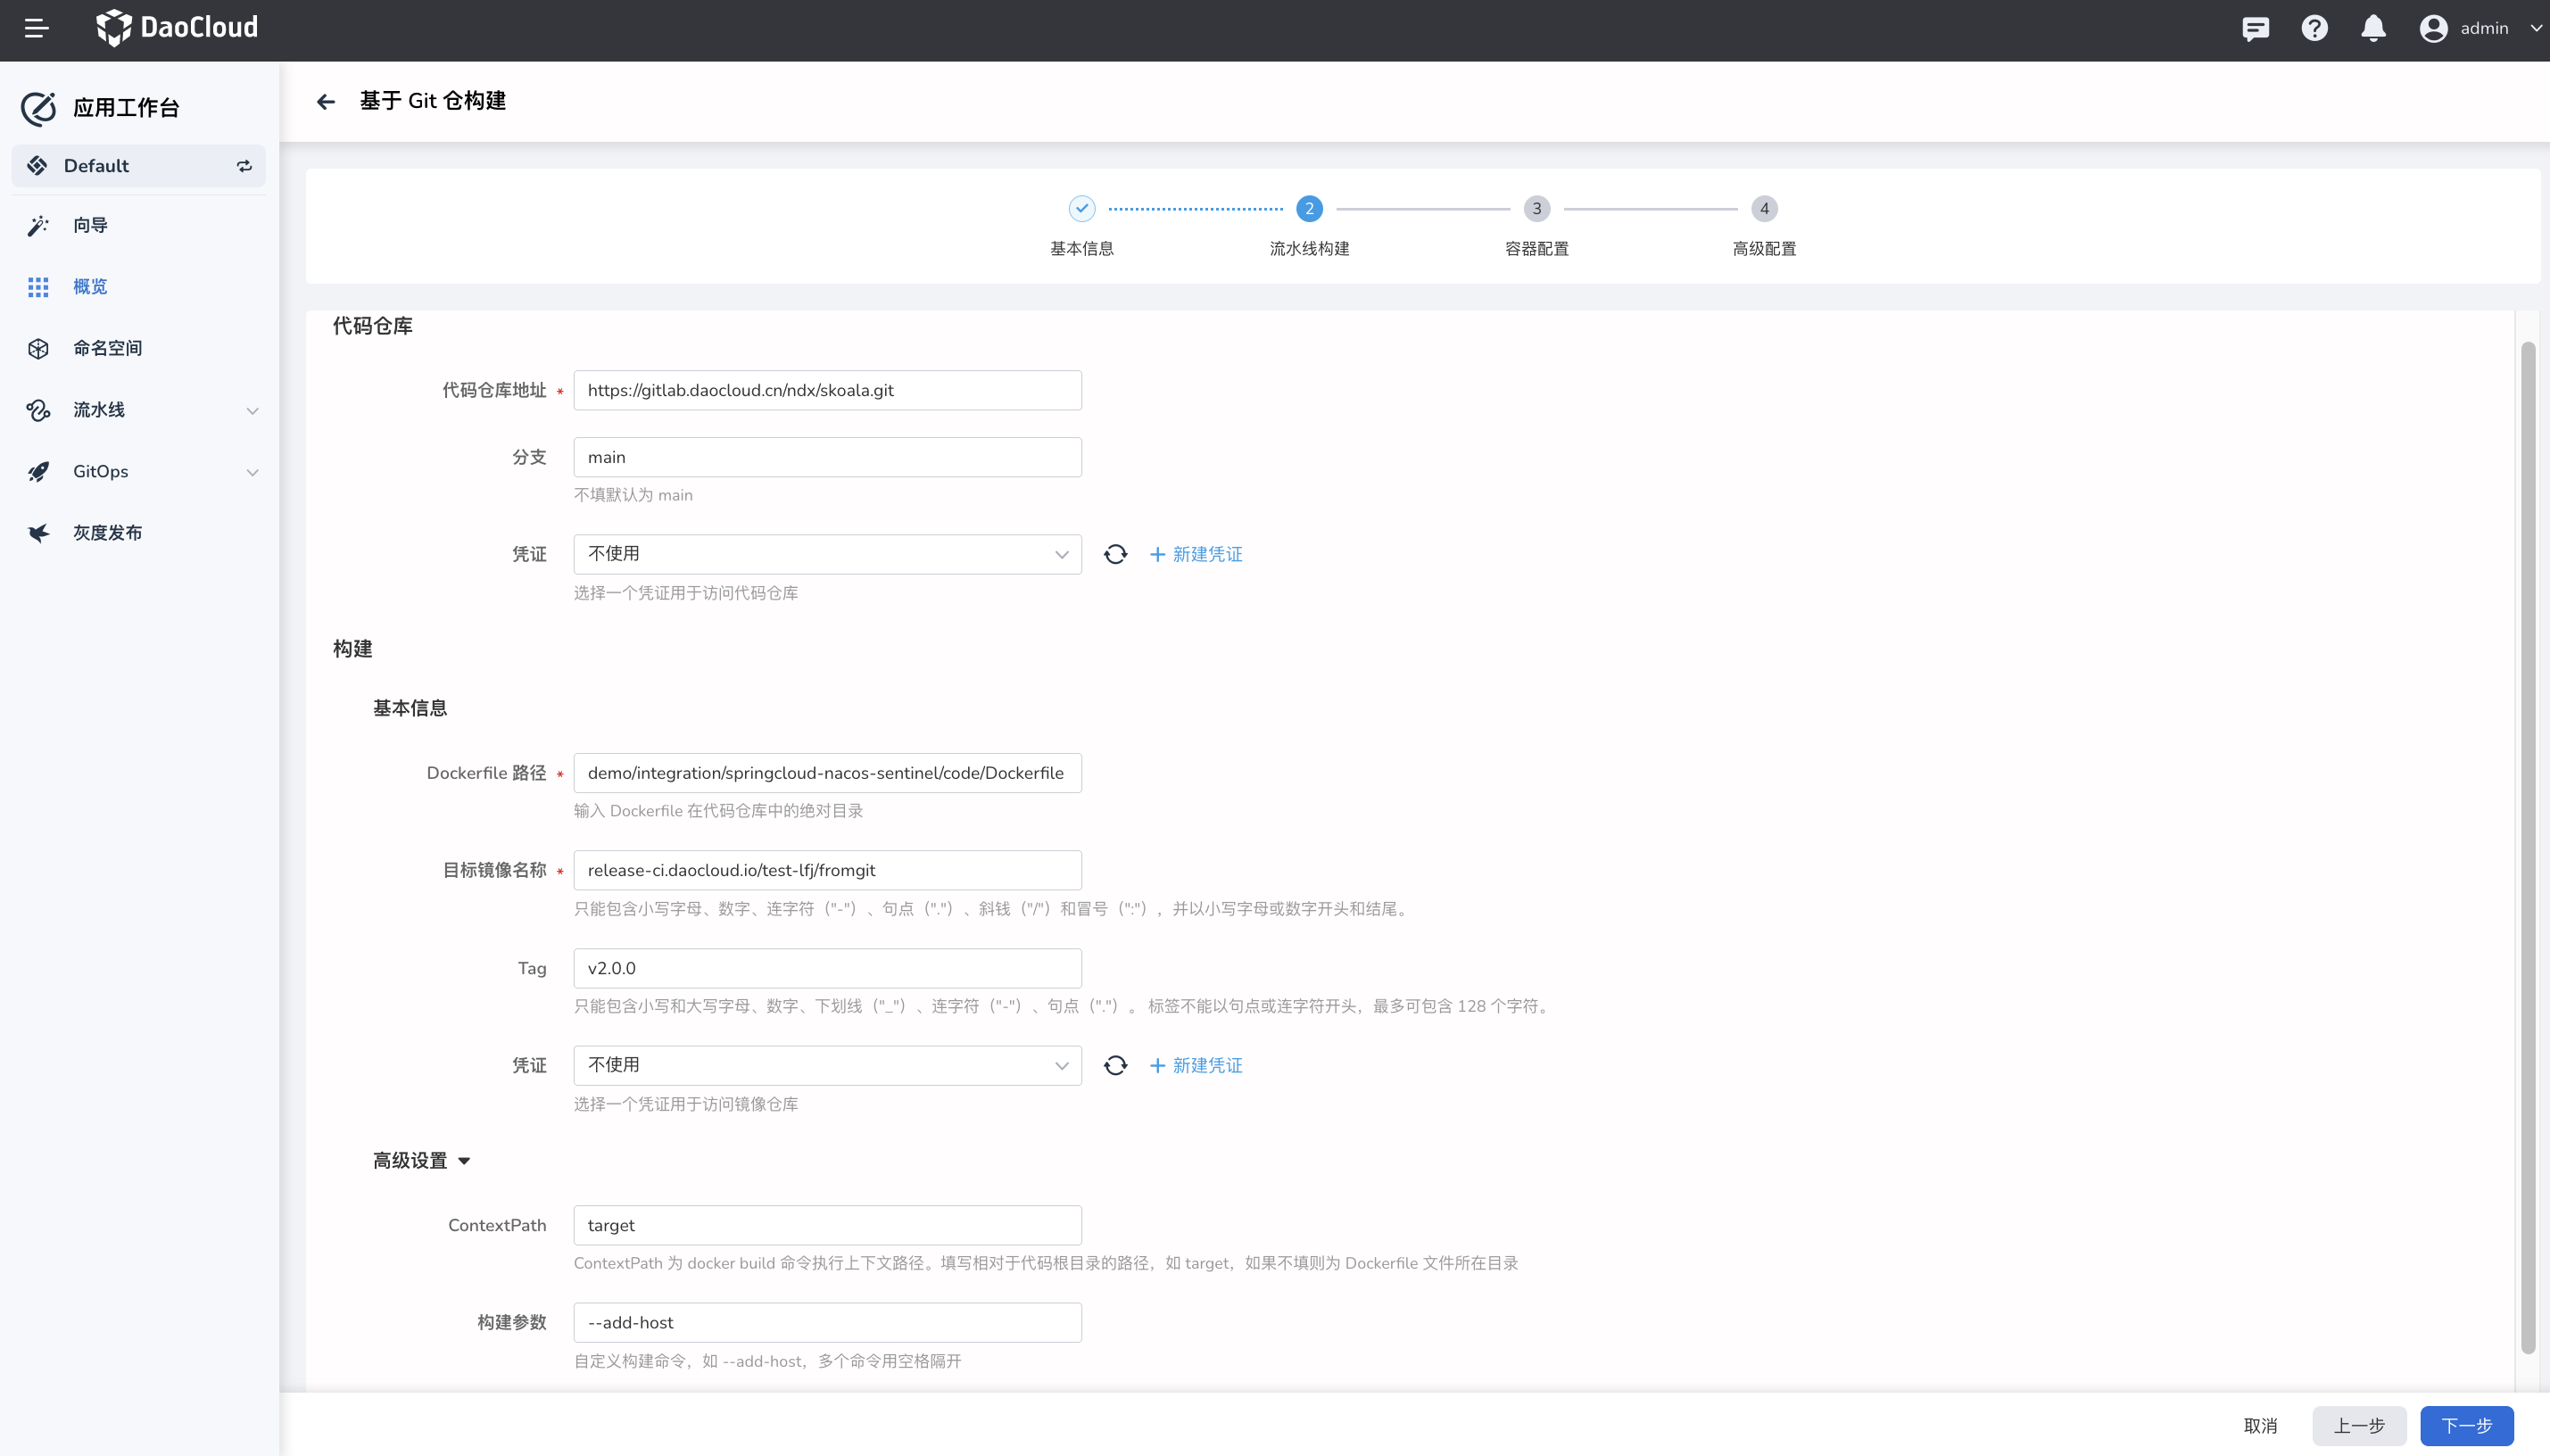 DaoCloud
admin
应用工作台
Default
向导
概览
命名空间
流水线
GitOps
灰度发布
基于 Git 仓构建
2
3
4
基本信息
流水线构建
容器配置
高级配置
代码仓库
代码仓库地址 * https://gitlab.daocloud.cn/ndx/skoala.git
分支 main
不填默认为 main
凭证 不使用 + 新建凭证
选择一个凭证用于访问代码仓库
构建
基本信息
Dockerfile 路径 * demo/integration/springcloud-nacos-sentinel/code/Dockerfile
输入 Dockerfile 在代码仓库中的绝对目录
目标镜像名称 * release-ci.daocloud.io/test-lfj/fromgit
只能包含小写字母、数字、连字符（"-"）、句点（"."）、斜钱（"/"）和冒号（":"），并以小写字母或数字开头和结尾。
Tag v2.0.0
只能包含小写和大写字母、数字、下划线（"_"）、连字符（"-"）、句点（"."）。 标签不能以句点或连字符开头，最多可包含 128 个字符。
凭证 不使用 + 新建凭证
选择一个凭证用于访问镜像仓库
高级设置
ContextPath target
ContextPath 为 docker build 命令执行上下文路径。填写相对于代码根目录的路径，如 target，如果不填则为 Dockerfile 文件所在目录
构建参数 --add-host
自定义构建命令，如 --add-host，多个命令用空格隔开
取消 上一步 下一步